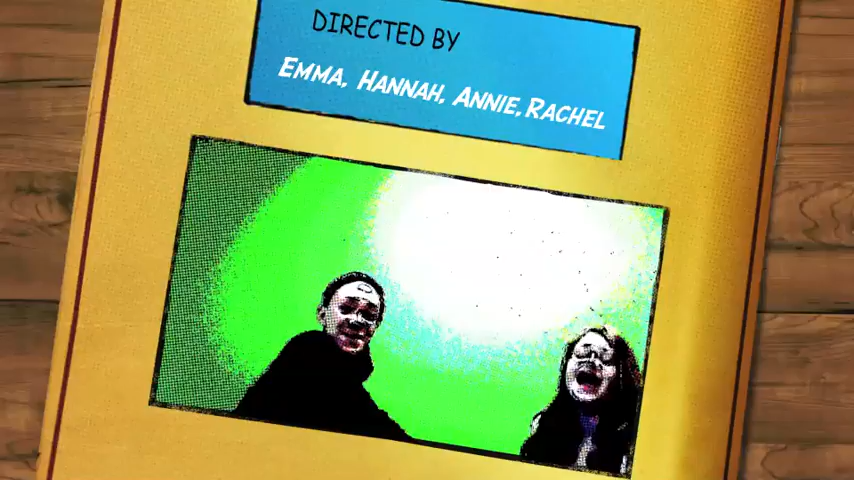 DIRECTED BY
EMMA, HANNAH, ANNIE, RACHEL